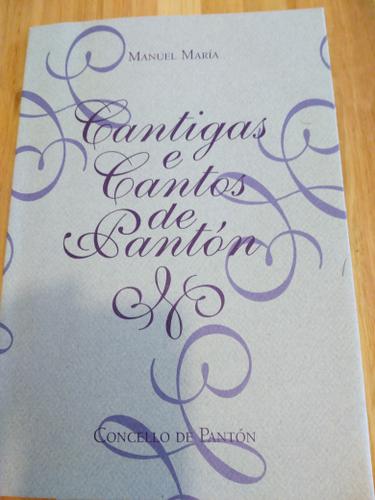 MANUEL MARÍA
Cantigas
e
Cantos
de
Pantón
CONCELLO DE PANTÓN